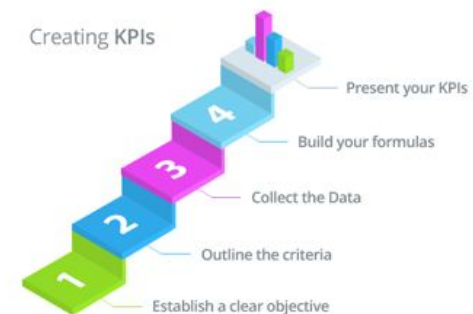 Creating KPIs
Present your KPIs
4
Build your formulas
3
Collect the Data
2
Outline the criteria
1
Establish a clear objective